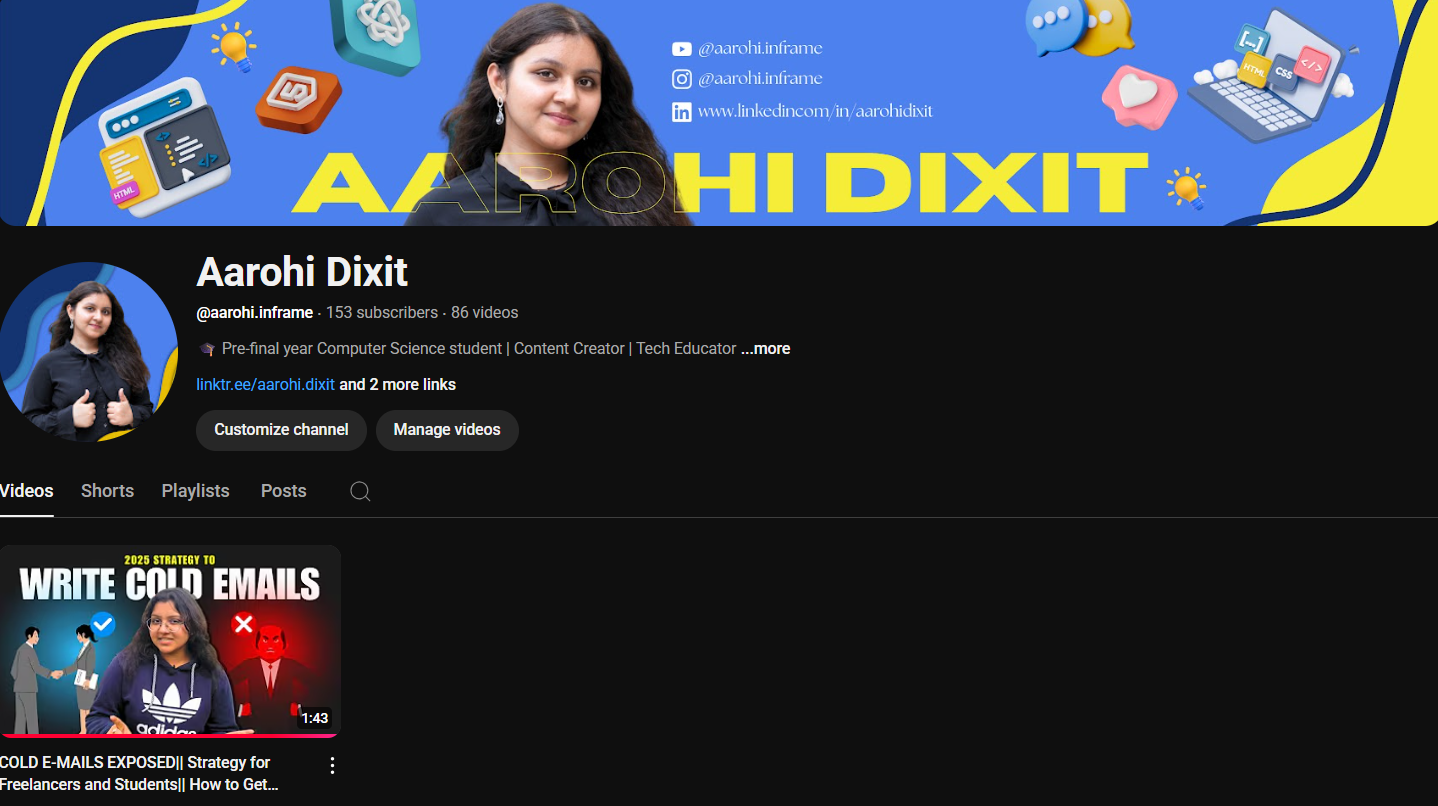 @aarohi.inframe
@aarohi.inframe
www.linkedincom/in/aarohidixit
[...]
HTML
CSS
</>
</>
HTML
AAROHI DIXIT
Aarohi Dixit
@aarohi.inframe · 153 subscribers · 86 videos
Pre-final year Computer Science student | Content Creator | Tech Educator ...more
linktr.ee/aarohi.dixit and 2 more links
Customize channel
Manage videos
Videos
Shorts
Playlists
Posts
2025 STRATEGY TO
WRITE COLD EMAILS
adidas
1:43
COLD E-MAILS EXPOSED|| Strategy for
Freelancers and Students|| How to Get...